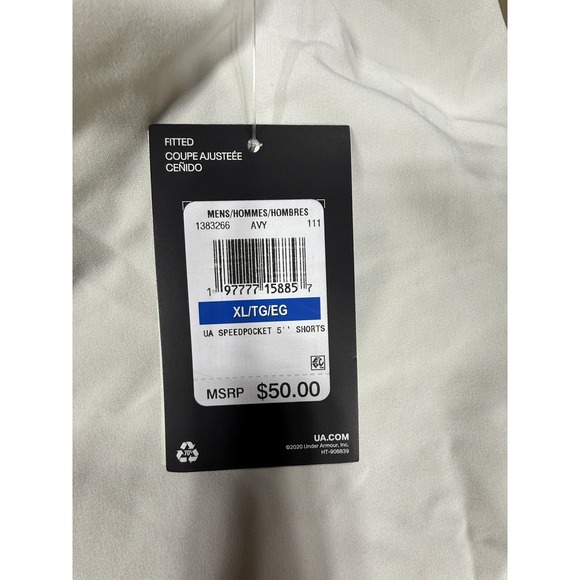 FITTED
COUPE AJUSTEÉE
CEÑIDO
MENS/HOMMES/HOMBRES
1383266 AVY 111
1 97777 15885 7
XL/TG/EG
UA SPEEDPOCKET 5'' SHORTS
MSRP $50.00
70%
UA.COM
©2020 Under Armour, Inc.
HT-908839